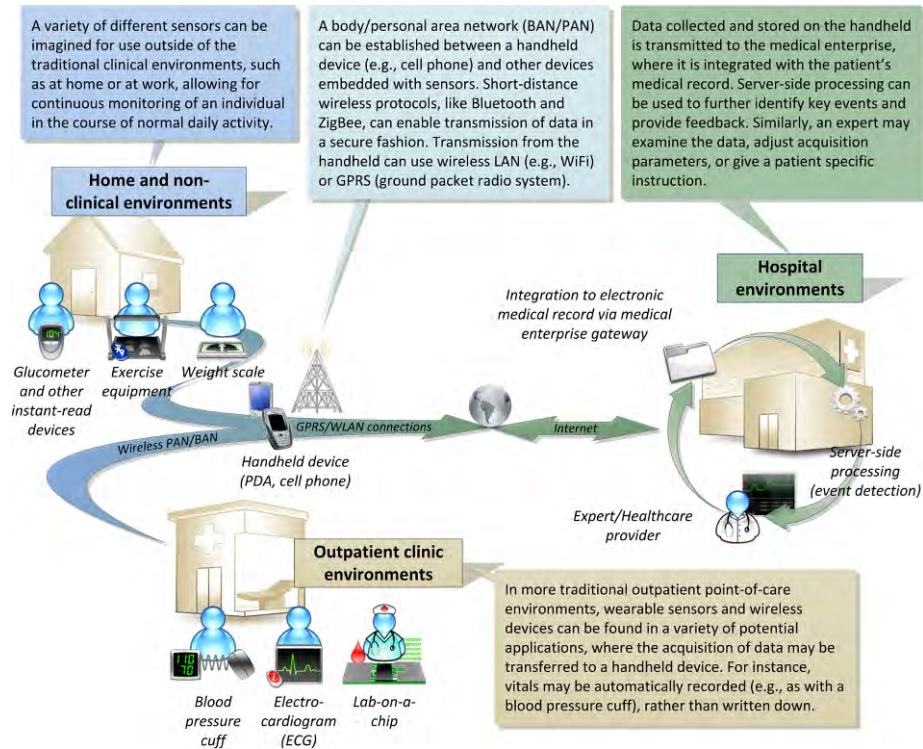 A variety of different sensors can be
imagined for use outside of the
traditional clinical environments, such
as at home or at work, allowing for
continuous monitoring of an individual
in the course of normal daily activity.
A body/personal area network (BAN/PAN)
can be established between a handheld
device (e.g., cell phone) and other devices
embedded with sensors. Short-distance
wireless protocols, like Bluetooth and
ZigBee, can enable transmission of data in
a secure fashion. Transmission from the
handheld can use wireless LAN (e.g., WiFi)
or GPRS (ground packet radio system).
Data collected and stored on the handheld
is transmitted to the medical enterprise,
where it is integrated with the patient's
medical record. Server-side processing
can be used to further identify key events
and provide feedback. Similarly, an expert may
examine the data, adjust acquisition
parameters, or give a patient specific
instruction.
Home and non-
clinical environments
Hospital
environments
Integration to electronic
medical record via medical
enterprise gateway
104
Glucometer
and other
instant-read
devices
Exercise
equipment
Weight scale
Wireless PAN/BAN
GPRS/WLAN connections
Internet
Handheld device
(PDA, cell phone)
Server-side
processing
(event detection)
Expert/Healthcare
provider
Outpatient clinic
environments
In more traditional outpatient point-of-care
environments, wearable sensors and wireless
devices can be found in a variety of potential
applications, where the acquisition of data may be
transferred to a handheld device. For instance,
vitals may be automatically recorded (e.g., as with a
blood pressure cuff), rather than written down.
110
70
Blood
pressure
cuff
Electro-
cardiogram
(ECG)
Lab-on-a-
chip